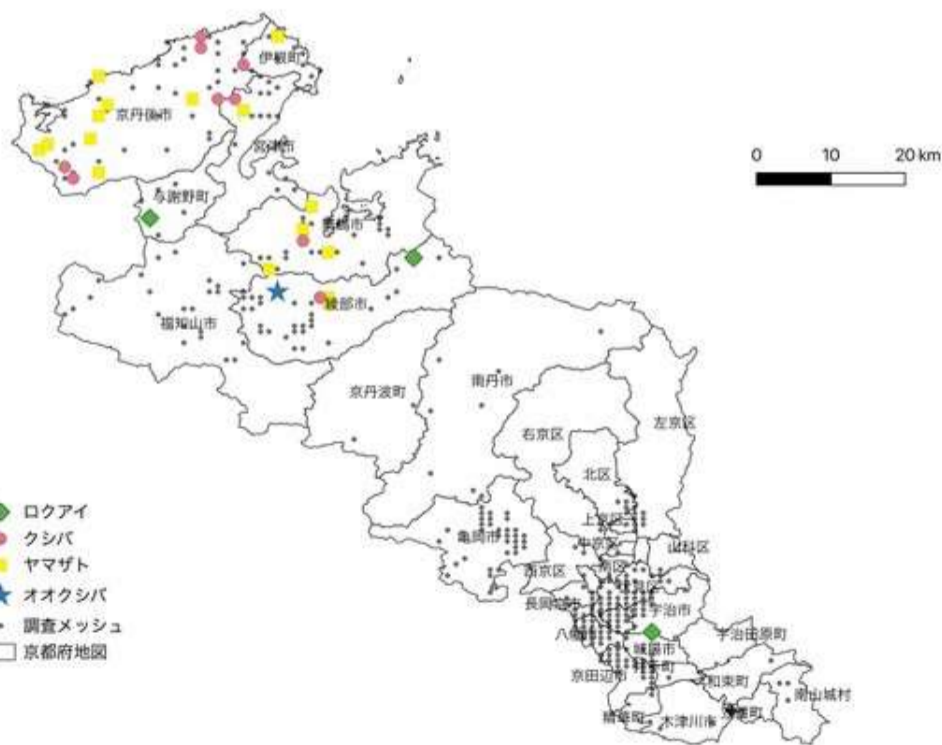 伊根町
京丹後市
宮津市
0 10 20 km
与謝野町
舞鶴市
綾部市
福知山市
南丹市
京丹波町
左京区
右京区
北区
ロクアイ
上京区
クシバ
亀岡市
中京区
山科区
ヤマザト
西京区
南区
オオクシバ
長岡京市
宇治市
調査メッシュ
八幡市
宇治田原町
京都府地図
城陽市
京田辺市
和束町
南山城村
精華町
木津川市